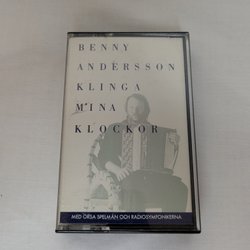 BENNY
ANDERSSON
KLINGA
MINA
KLOCKOR
MED ORSA SPELMÄN OCH RADIOSYMFONIKERNA